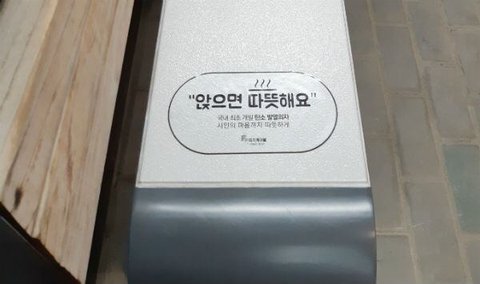 "앉으면 따뜻해요"
국내 최초 개발 탄소 발열의자
시민의 마음까지 따뜻하게